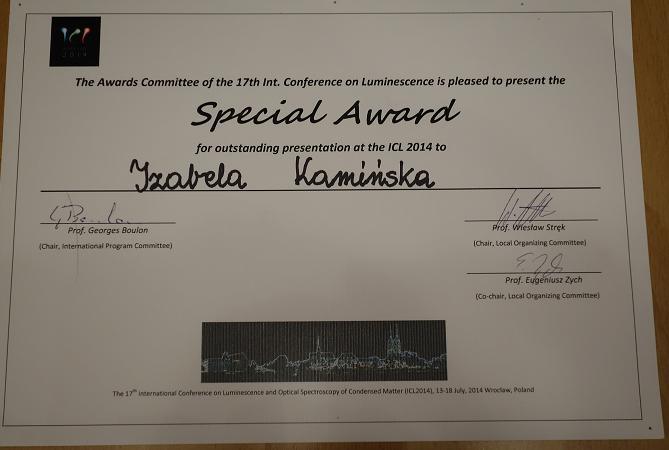 2014
The Awards Committee of the 17th Int. Conference on Luminescence is pleased to present the
Special Award
for outstanding presentation at the ICL 2014 to
Izabela Kamińska
Prof. Georges Boulon
(Chair, International Program Committee)
Prof. Wiesław Stręk
(Chair, Local Organizing Committee)
Prof. Eugeniusz Zych
(Co-chair, Local Organizing Committee)
The 17th International Conference on Luminescence and Optical Spectroscopy of Condensed Matter (ICL2014), 13-18 July, 2014 Wrocław, Poland